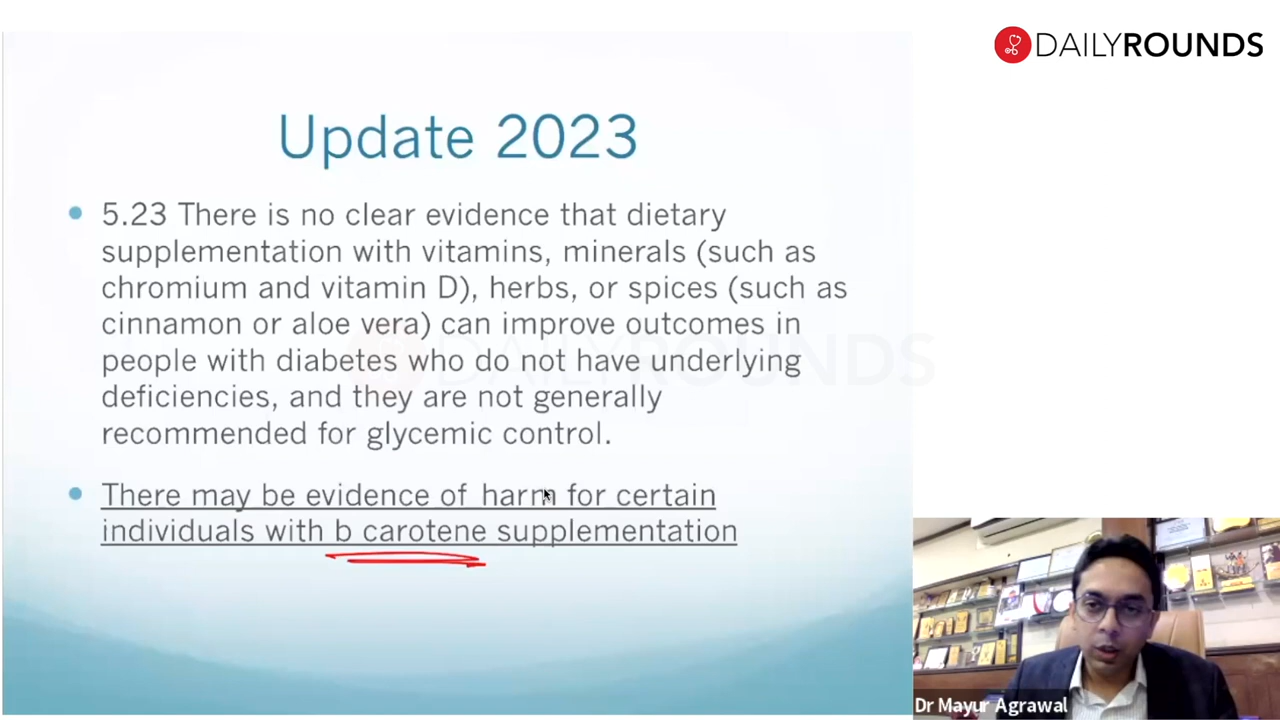 DAILYROUNDS
Update 2023
• 5.23 There is no clear evidence that dietary
supplementation with vitamins, minerals (such as
chromium and vitamin D), herbs, or spices (such as
cinnamon or aloe vera) can improve outcomes in
people with diabetes who do not have underlying
deficiencies, and they are not generally
recommended for glycemic control.
• There may be evidence of harm for certain
individuals with b carotene supplementation
DAILYROUNDS
Dr Mayur Agrawal